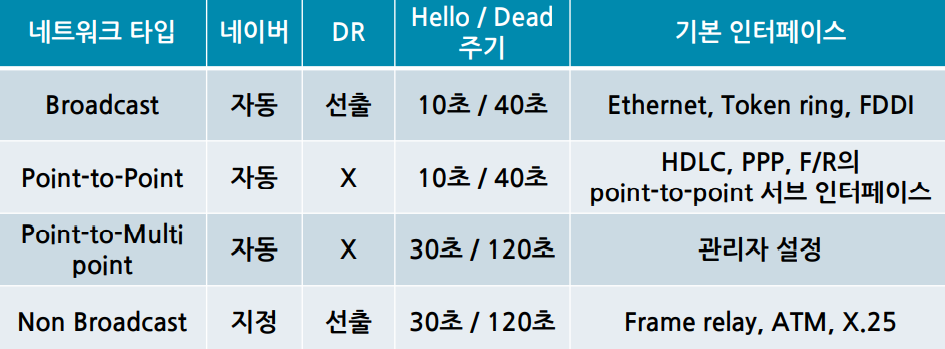 네트워크 타입 네이버 DR Hello / Dead 주기 기본 인터페이스
Broadcast 자동 선출 10초 / 40초 Ethernet, Token ring, FDDI
Point-to-Point 자동 X 10초 / 40초 HDLC, PPP, F/R의 point-to-point 서브 인터페이스
Point-to-Multi point 자동 X 30초 / 120초 관리자 설정
Non Broadcast 지정 선출 30초 / 120초 Frame relay, ATM, X.25